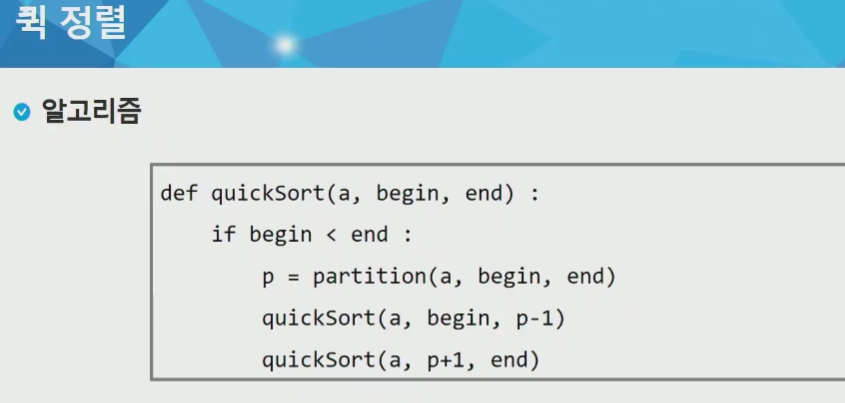 퀵 정렬
알고리즘
def quickSort(a, begin, end) :
    if begin < end :
        p = partition(a, begin, end)
        quickSort(a, begin, p-1)
        quickSort(a, p+1, end)